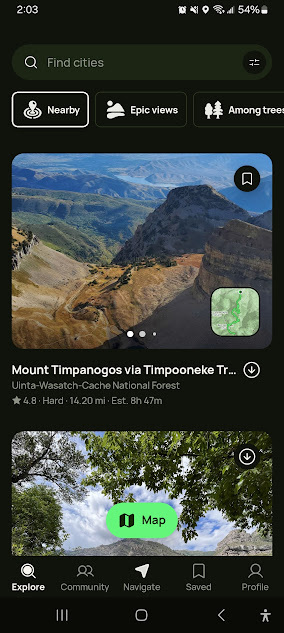 2:03
54%
Find cities
Nearby
Epic views
Among trees
Mount Timpanogos via Timpooneke Tr...
Uinta-Wasatch-Cache National Forest
4.8 · Hard · 14.20 mi · Est. 8h 47m
Map
Explore
Community
Navigate
Saved
Profile